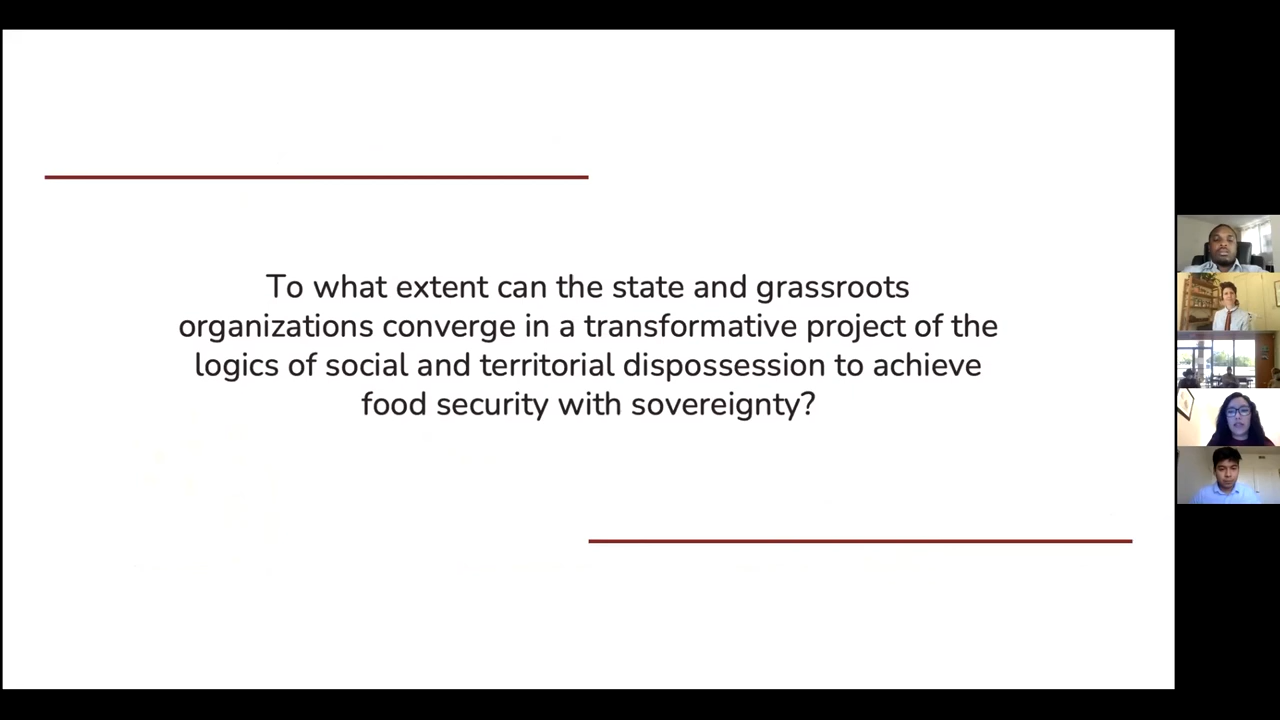 To what extent can the state and grassroots
organizations converge in a transformative project of the
logics of social and territorial dispossession to achieve
food security with sovereignty?